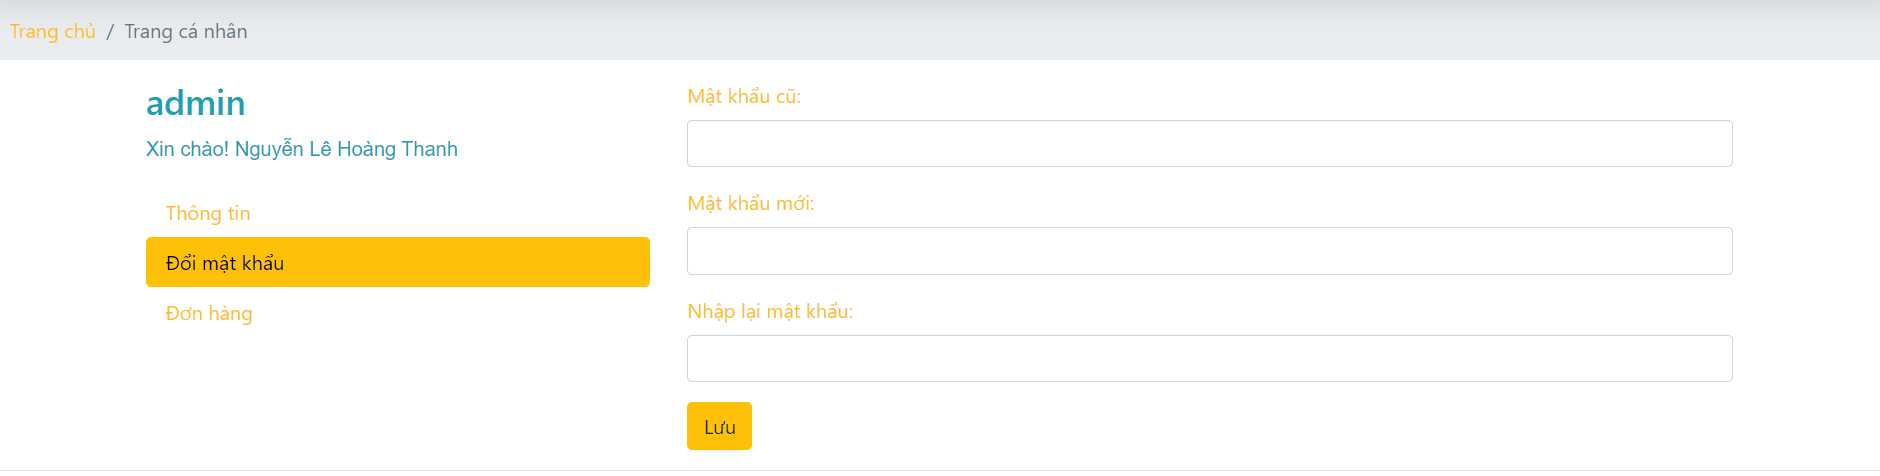 Trang chủ / Trang cá nhân
admin
Xin chào! Nguyễn Lê Hoàng Thanh
Thông tin
Đổi mật khẩu
Đơn hàng
Mật khẩu cũ:
Mật khẩu mới:
Nhập lại mật khẩu:
Lưu